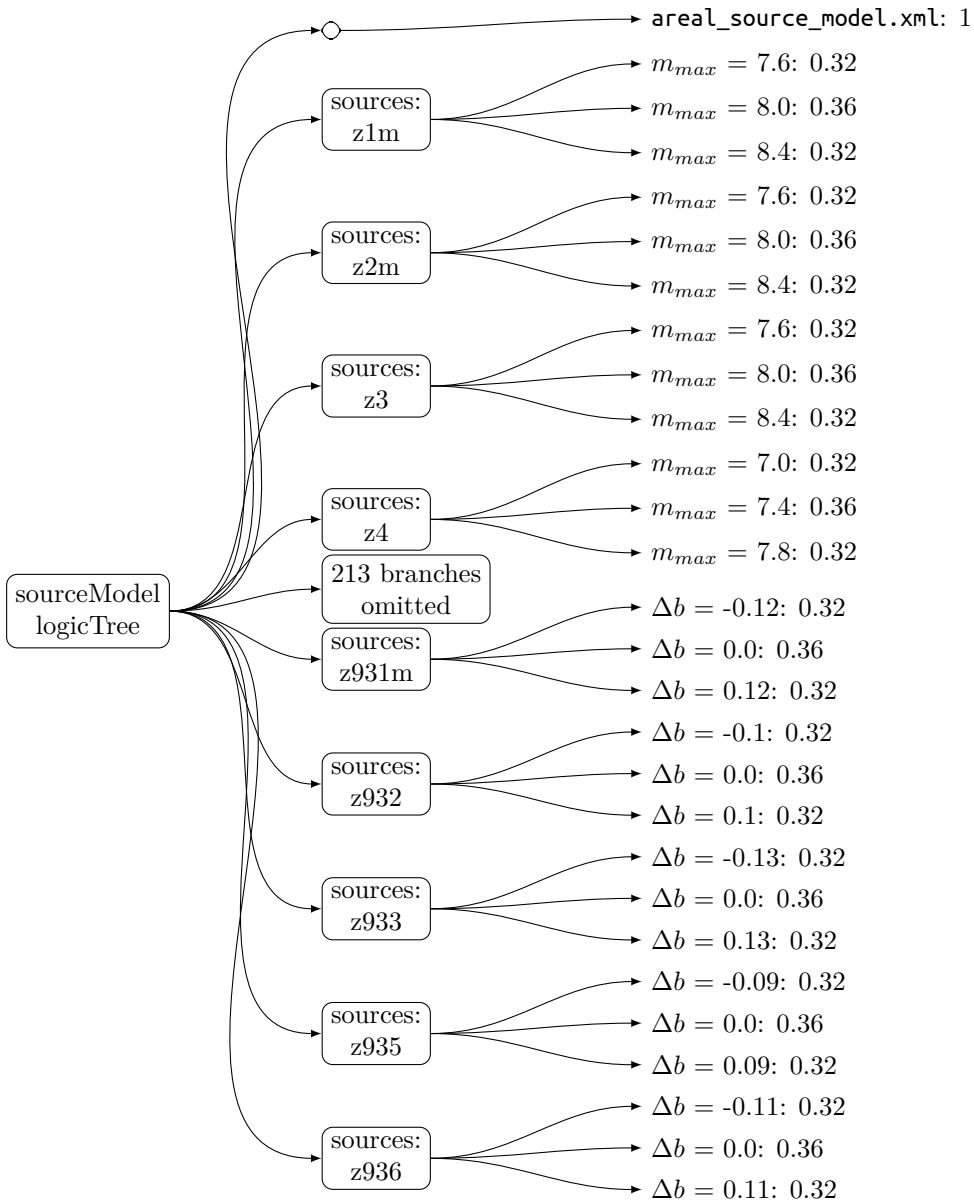 areal_source_model.xml: 1
sources:
z1m
m_max = 7.6: 0.32
m_max = 8.0: 0.36
m_max = 8.4: 0.32
sources:
z2m
m_max = 7.6: 0.32
m_max = 8.0: 0.36
m_max = 8.4: 0.32
sources:
z3
m_max = 7.6: 0.32
m_max = 8.0: 0.36
m_max = 8.4: 0.32
sources:
z4
m_max = 7.0: 0.32
m_max = 7.4: 0.36
m_max = 7.8: 0.32
sourceModel
logicTree
213 branches
omitted
sources:
z931m
Δb = -0.12: 0.32
Δb = 0.0: 0.36
Δb = 0.12: 0.32
sources:
z932
Δb = -0.1: 0.32
Δb = 0.0: 0.36
Δb = 0.1: 0.32
sources:
z933
Δb = -0.13: 0.32
Δb = 0.0: 0.36
Δb = 0.13: 0.32
sources:
z935
Δb = -0.09: 0.32
Δb = 0.0: 0.36
Δb = 0.09: 0.32
sources:
z936
Δb = -0.11: 0.32
Δb = 0.0: 0.36
Δb = 0.11: 0.32